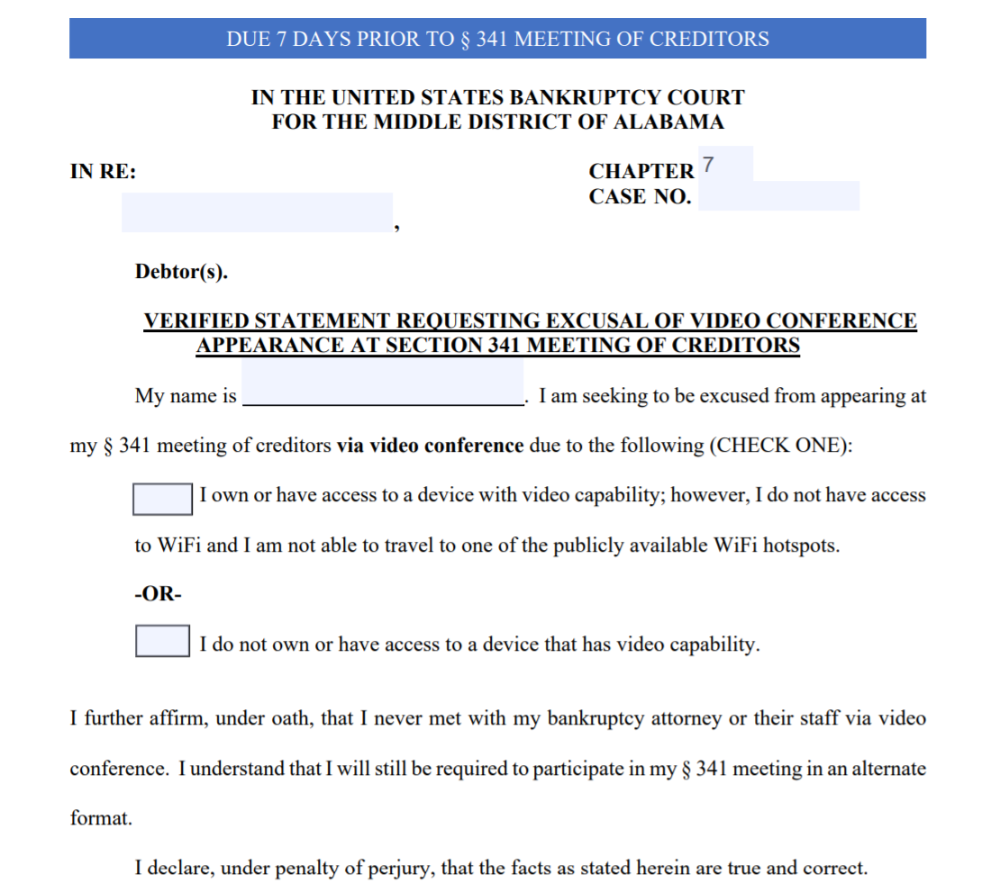 DUE 7 DAYS PRIOR TO § 341 MEETING OF CREDITORS
IN THE UNITED STATES BANKRUPTCY COURT
FOR THE MIDDLE DISTRICT OF ALABAMA
IN RE:
CHAPTER 7
CASE NO.
,
Debtor(s).
VERIFIED STATEMENT REQUESTING EXCUSAL OF VIDEO CONFERENCE
APPEARANCE AT SECTION 341 MEETING OF CREDITORS
My name is . I am seeking to be excused from appearing at
my § 341 meeting of creditors via video conference due to the following (CHECK ONE):
I own or have access to a device with video capability; however, I do not have access
to WiFi and I am not able to travel to one of the publicly available WiFi hotspots.
-OR-
I do not own or have access to a device that has video capability.
I further affirm, under oath, that I never met with my bankruptcy attorney or their staff via video
conference. I understand that I will still be required to participate in my § 341 meeting in an alternate
format.
I declare, under penalty of perjury, that the facts as stated herein are true and correct.